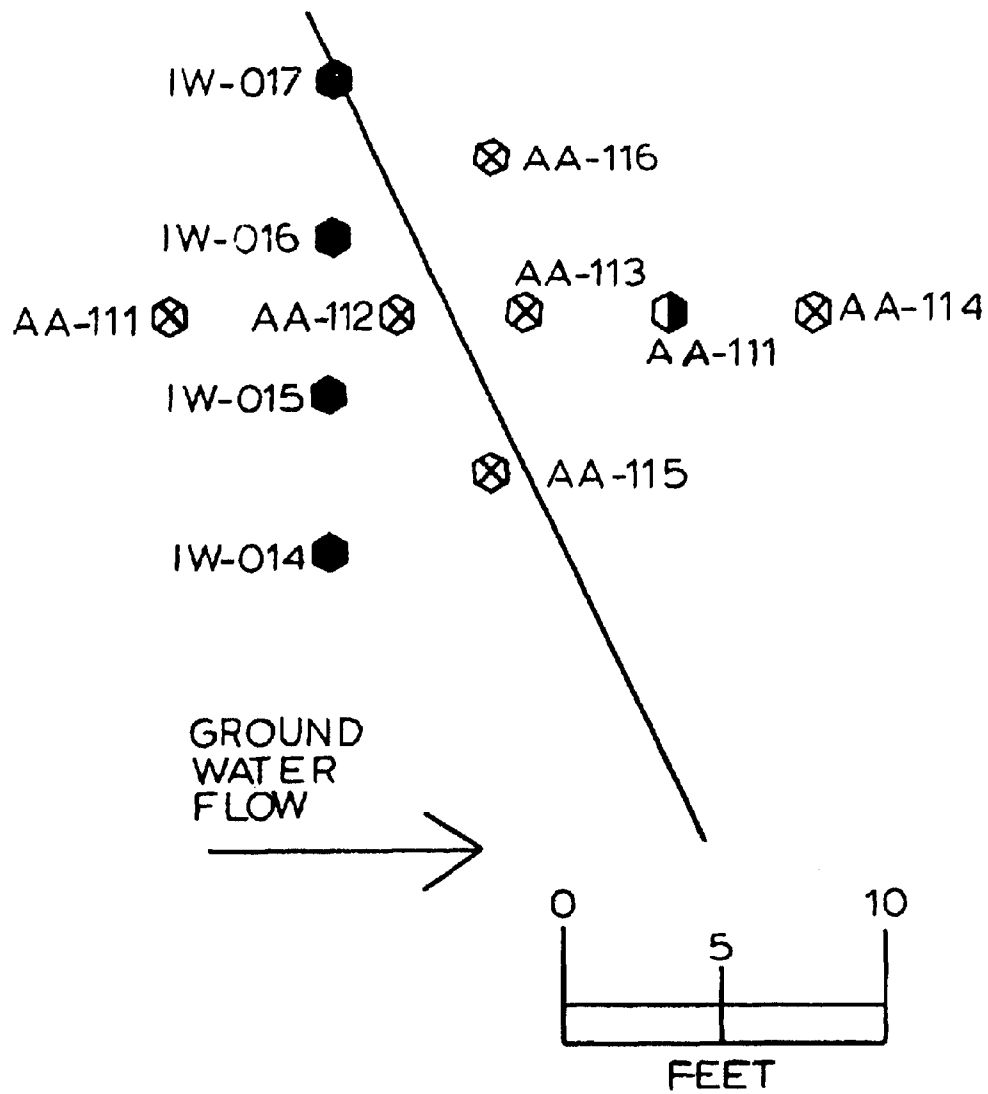 IW-017
AA-116
IW-016
AA-113
AA-111
AA-112
AA-114
AA-111
IW-015
AA-115
IW-014
GROUND
WATER
FLOW
0
10
5
FEET